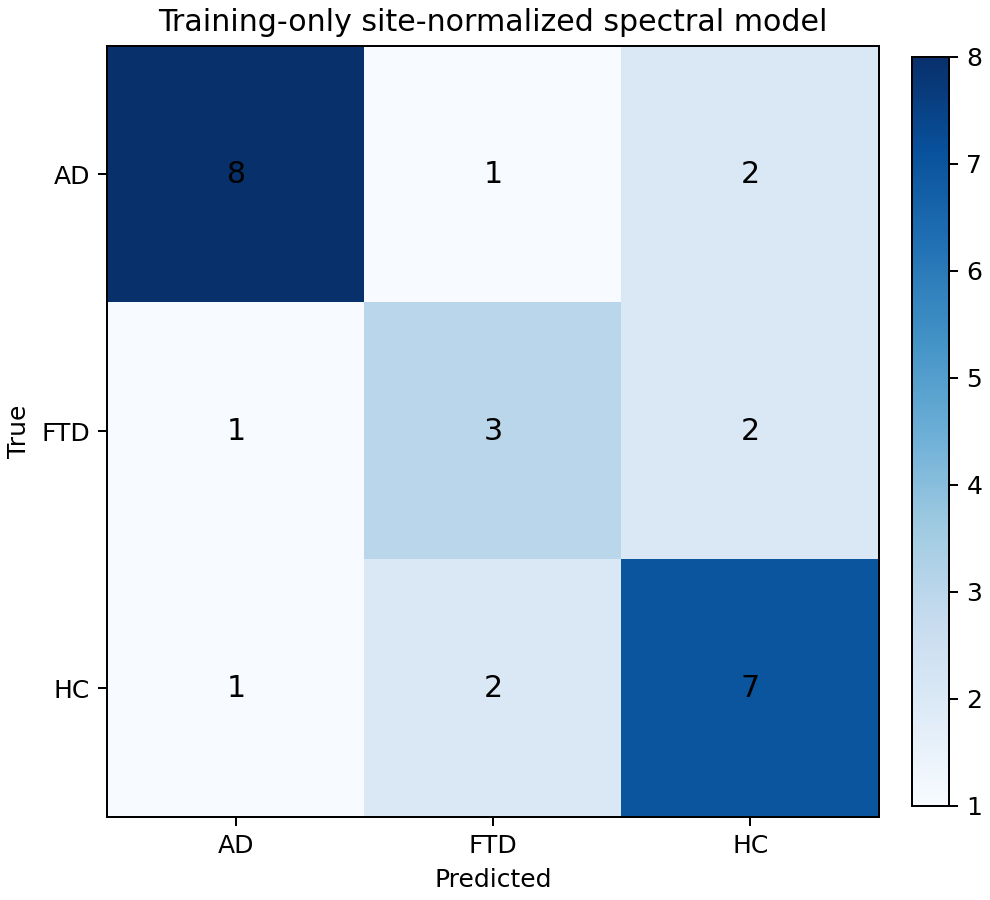 Training-only site-normalized spectral model
8
AD 8 1 2
7
6
5
True
FTD 1 3 2
4
3
HC 1 2 7
2
1
AD FTD HC
Predicted